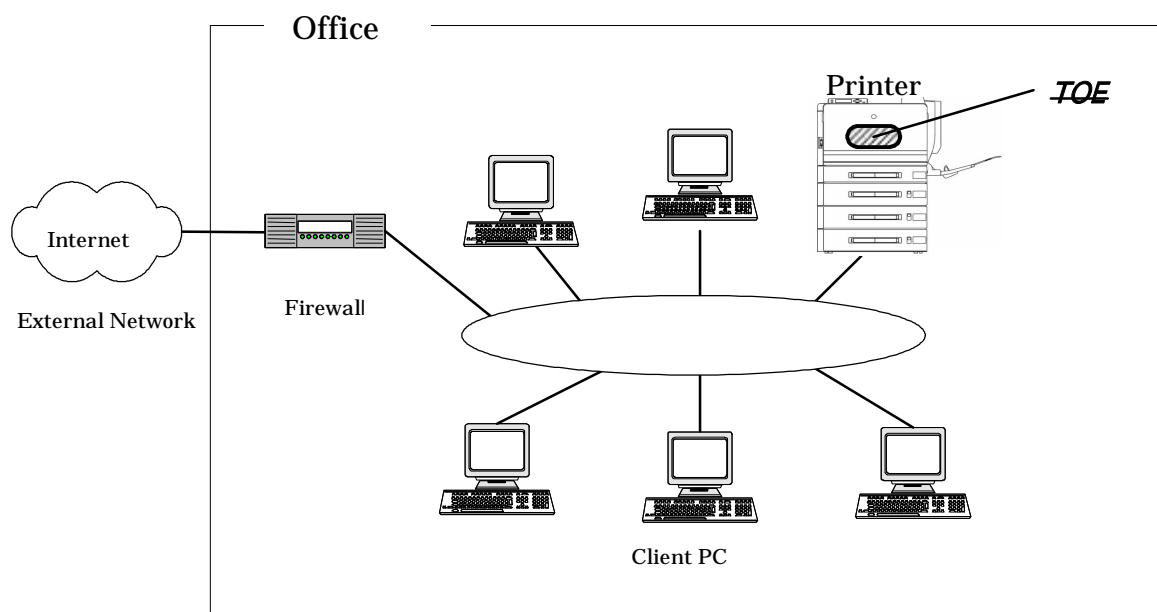 Office
Printer
TOE
Internet
Firewall
External Network
Client PC